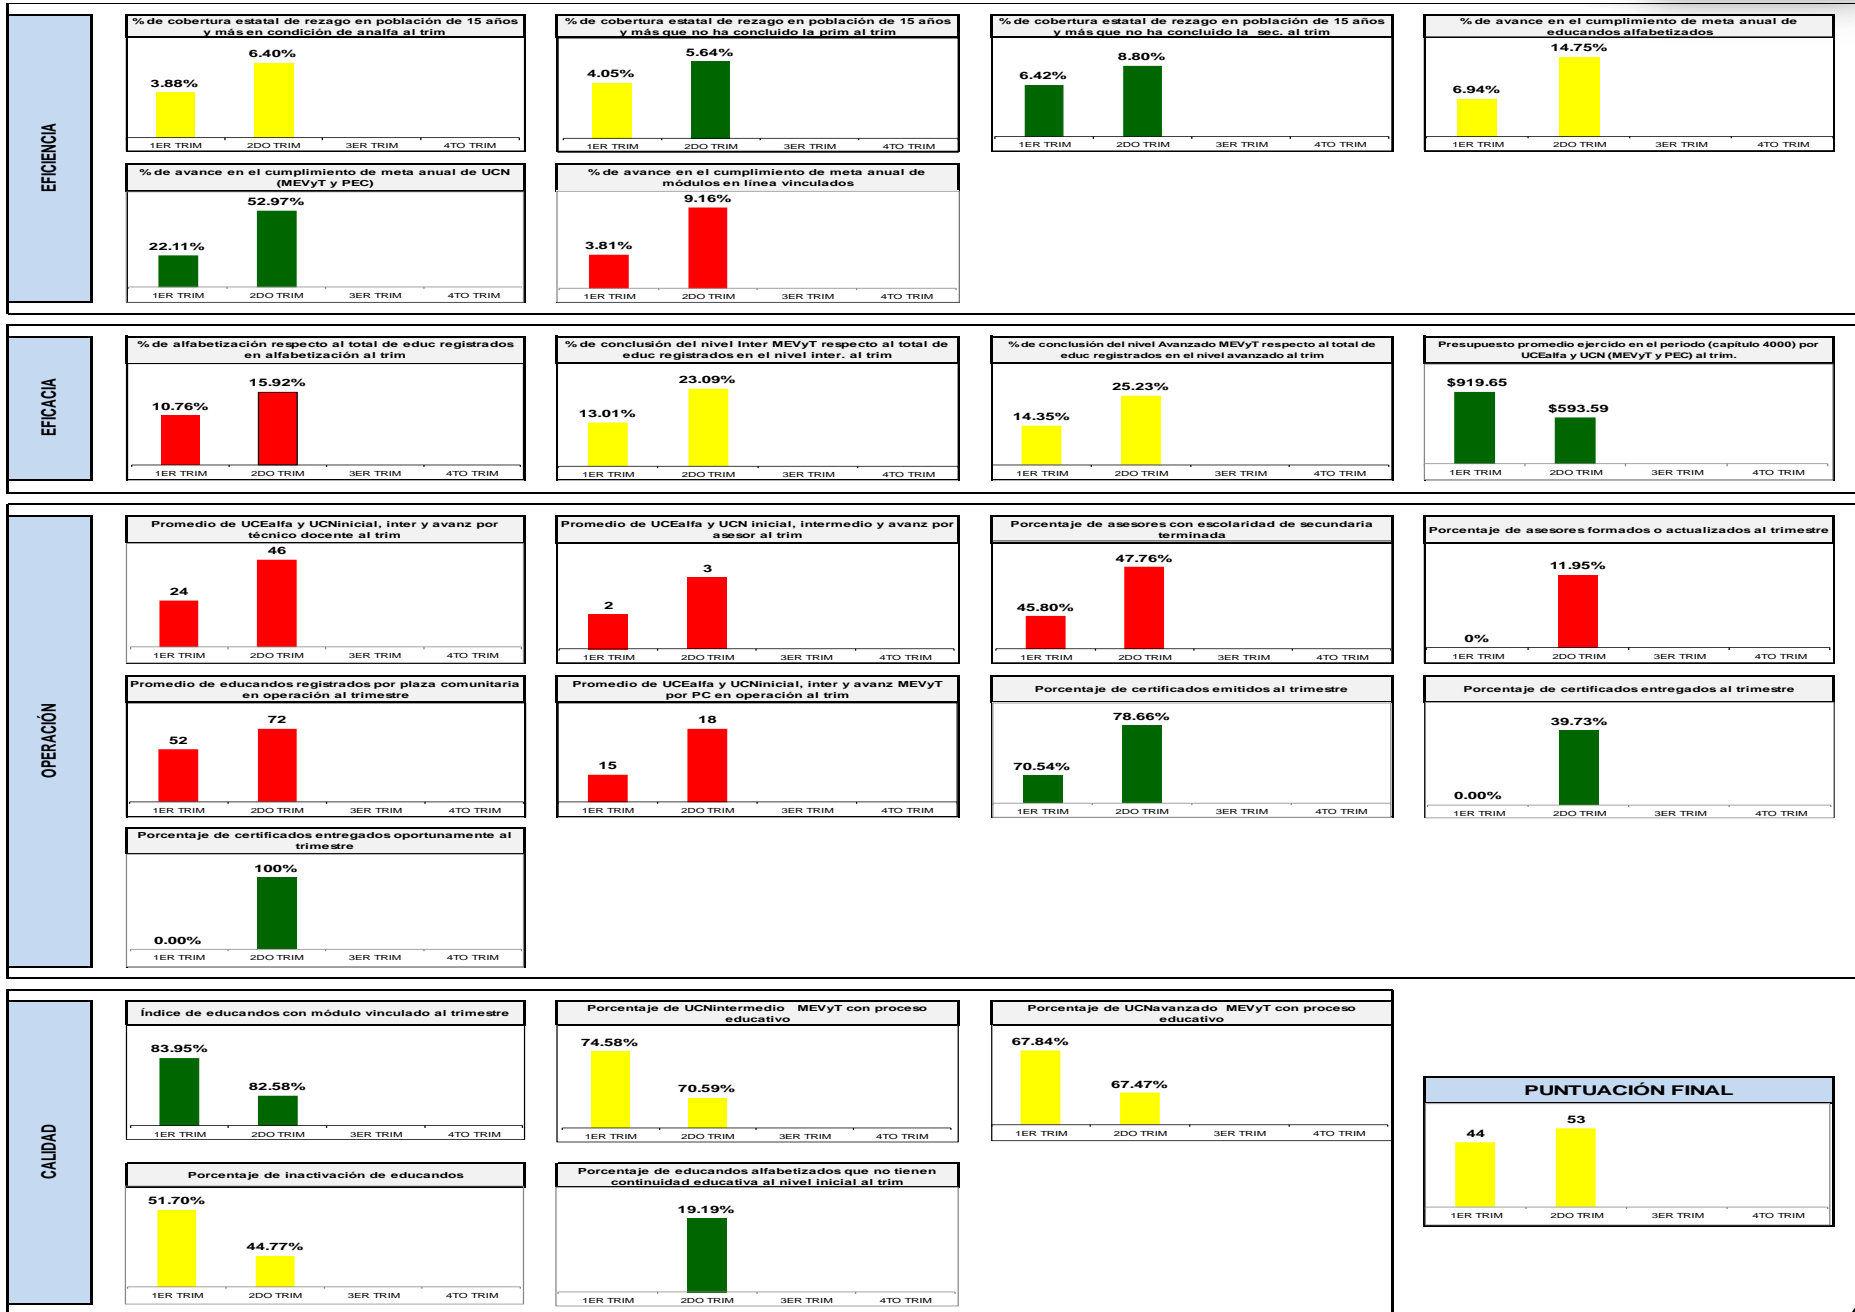 EFICIENCIA
% de cobertura estatal de rezago en población de 15 años
y más en condición de analfa al trim
6.40%
3.88%
1ER TRIM 2DO TRIM 3ER TRIM 4TO TRIM
% de cobertura estatal de rezago en población de 15 años
y más que no ha concluido la prim al trim
5.64%
4.05%
1ER TRIM 2DO TRIM 3ER TRIM 4TO TRIM
% de cobertura estatal de rezago en población de 15 años
y más que no ha concluido la sec. al trim
8.80%
6.42%
1ER TRIM 2DO TRIM 3ER TRIM 4TO TRIM
% de avance en el cumplimiento de meta anual de
educandos alfabetizados
14.75%
6.94%
1ER TRIM 2DO TRIM 3ER TRIM 4TO TRIM
% de avance en el cumplimiento de meta anual de UCN
(MEVyT y PEC)
52.97%
22.11%
1ER TRIM 2DO TRIM 3ER TRIM 4TO TRIM
% de avance en el cumplimiento de meta anual de
módulos en línea vinculados
9.16%
3.81%
1ER TRIM 2DO TRIM 3ER TRIM 4TO TRIM
EFICACIA
% de alfabetización respecto al total de educ registrados
en alfabetización al trim
15.92%
10.76%
1ER TRIM 2DO TRIM 3ER TRIM 4TO TRIM
% de conclusión del nivel Inter MEVyT respecto al total de
educ registrados en el nivel inter. al trim
23.09%
13.01%
1ER TRIM 2DO TRIM 3ER TRIM 4TO TRIM
% de conclusión del nivel Avanzado MEVyT respecto al total de
educ registrados en el nivel avanzado al trim
25.23%
14.35%
1ER TRIM 2DO TRIM 3ER TRIM 4TO TRIM
Presupuesto promedio ejercido en el periodo (capítulo 4000) por
UCEalfa y UCN (MEVyT y PEC) al trim.
$919.65
$593.59
1ER TRIM 2DO TRIM 3ER TRIM 4TO TRIM
OPERACIÓN
Promedio de UCEalfa y UCNinicial, inter y avanz por
técnico docente al trim
46
24
1ER TRIM 2DO TRIM 3ER TRIM 4TO TRIM
Promedio de UCEalfa y UCN inicial, intermedio y avanz por
asesor al trim
3
2
1ER TRIM 2DO TRIM 3ER TRIM 4TO TRIM
Porcentaje de asesores con escolaridad de secundaria
terminada
47.76%
45.80%
1ER TRIM 2DO TRIM 3ER TRIM 4TO TRIM
Porcentaje de asesores formados o actualizados al trimestre
11.95%
0%
1ER TRIM 2DO TRIM 3ER TRIM 4TO TRIM
Promedio de educandos registrados por plaza comunitaria
en operación al trimestre
72
52
1ER TRIM 2DO TRIM 3ER TRIM 4TO TRIM
Promedio de UCEalfa y UCNinicial, inter y avanz MEVyT
por PC en operación al trim
18
15
1ER TRIM 2DO TRIM 3ER TRIM 4TO TRIM
Porcentaje de certificados emitidos al trimestre
78.66%
70.54%
1ER TRIM 2DO TRIM 3ER TRIM 4TO TRIM
Porcentaje de certificados entregados al trimestre
39.73%
0.00%
1ER TRIM 2DO TRIM 3ER TRIM 4TO TRIM
Porcentaje de certificados entregados oportunamente al
trimestre
100%
0.00%
1ER TRIM 2DO TRIM 3ER TRIM 4TO TRIM
CALIDAD
Índice de educandos con módulo vinculado al trimestre
83.95%
82.58%
1ER TRIM 2DO TRIM 3ER TRIM 4TO TRIM
Porcentaje de UCNintermedio MEVyT con proceso
educativo
74.58%
70.59%
1ER TRIM 2DO TRIM 3ER TRIM 4TO TRIM
Porcentaje de UCNavanzado MEVyT con proceso
educativo
67.84%
67.47%
1ER TRIM 2DO TRIM 3ER TRIM 4TO TRIM
PUNTUACIÓN FINAL
53
44
1ER TRIM 2DO TRIM 3ER TRIM 4TO TRIM
Porcentaje de inactivación de educandos
51.70%
44.77%
1ER TRIM 2DO TRIM 3ER TRIM 4TO TRIM
Porcentaje de educandos alfabetizados que no tienen
continuidad educativa al nivel inicial al trim
19.19%
1ER TRIM 2DO TRIM 3ER TRIM 4TO TRIM